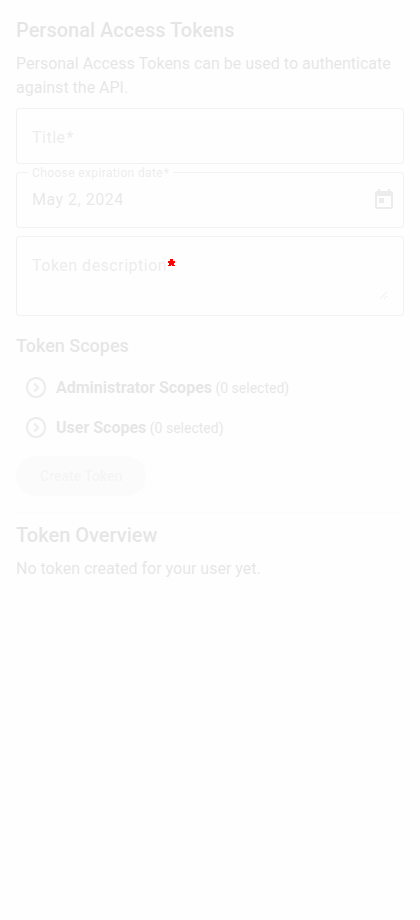 Personal Access Tokens
Personal Access Tokens can be used to authenticate
against the API.
Title*
Choose expiration date*
May 2, 2024
Token description*
Token Scopes
Administrator Scopes (0 selected)
User Scopes (0 selected)
Create Token
Token Overview
No token created for your user yet.